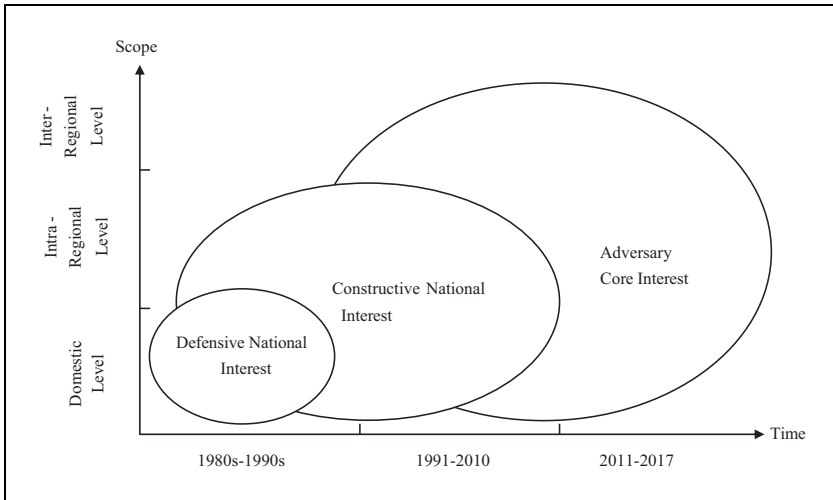 Scope
Inter -
Regional
Level
Intra -
Regional
Level
Domestic
Level
Adversary
Core Interest
Constructive National
Interest
Defensive National
Interest
Time
1980s-1990s
1991-2010
2011-2017